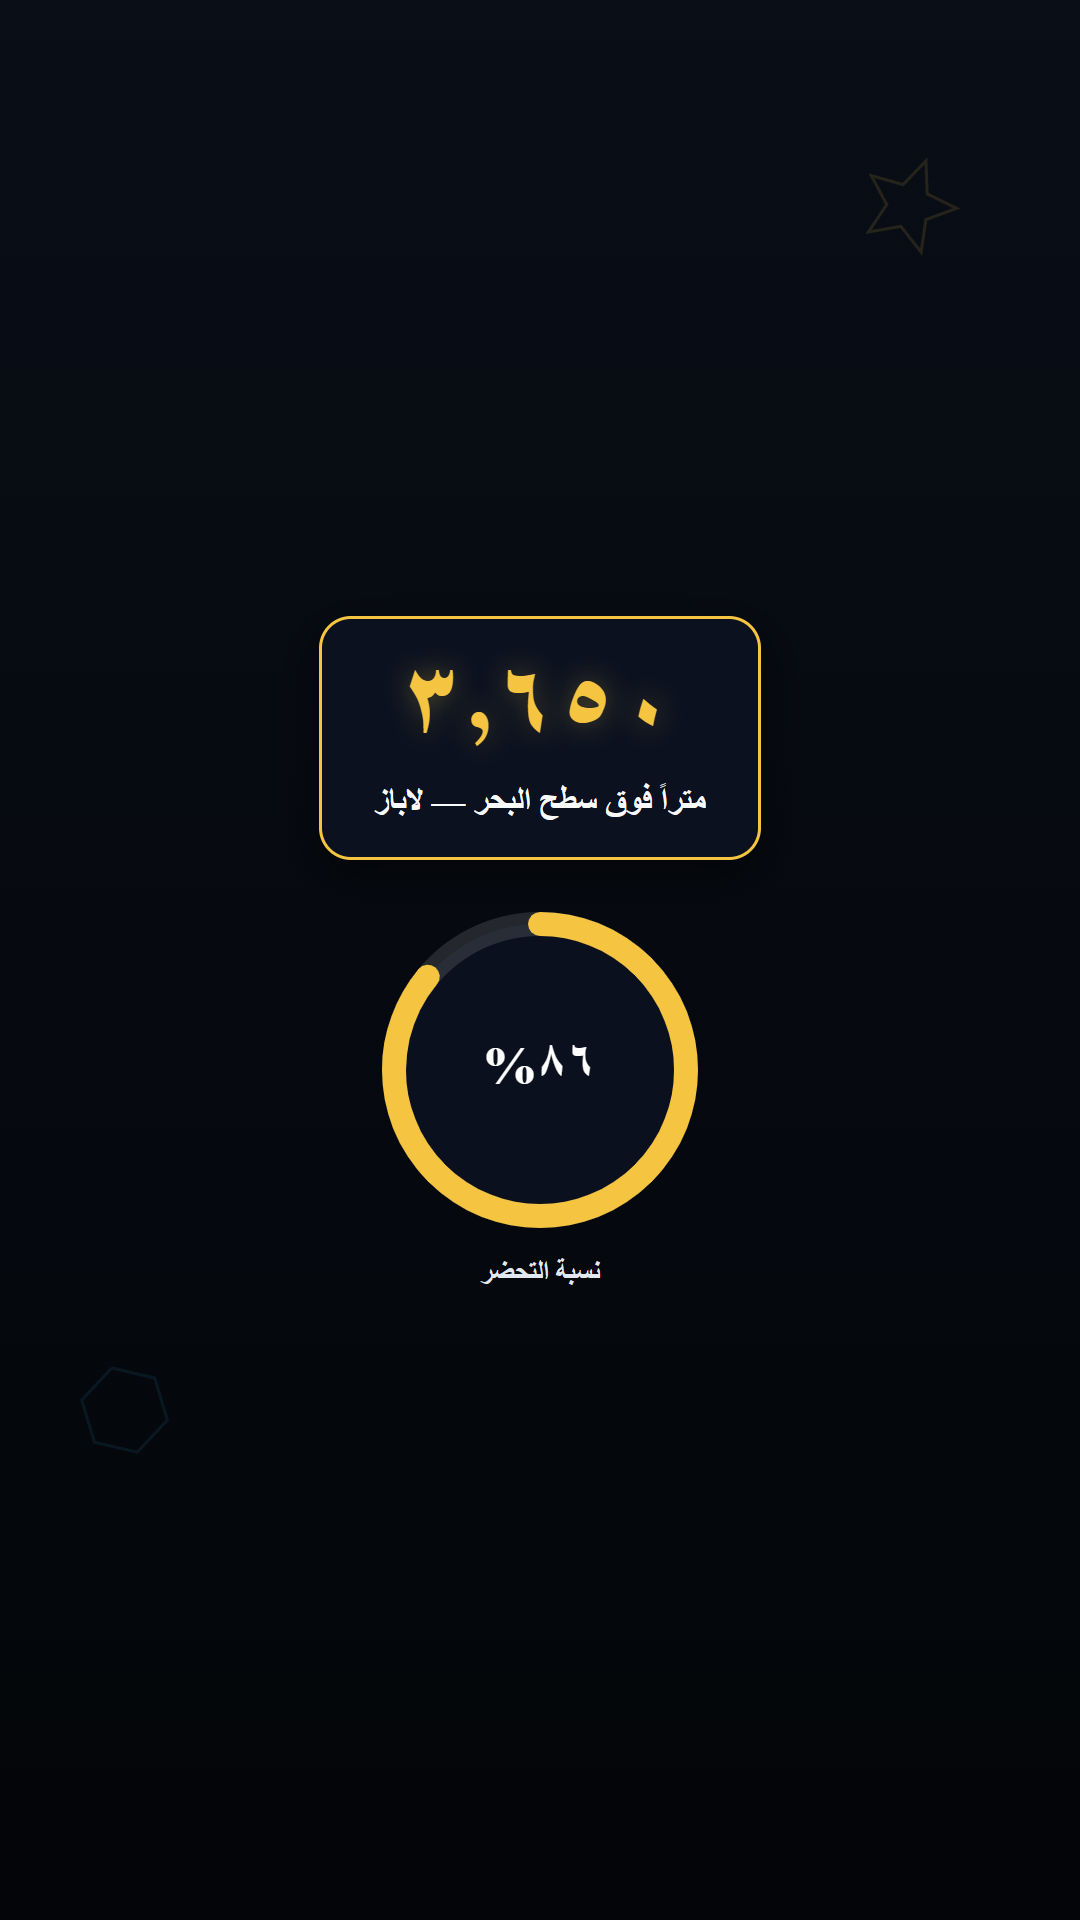 ٣,٦٥٠
متراً فوق سطح البحر — لاباز
%٨٦
نسبة التحضر